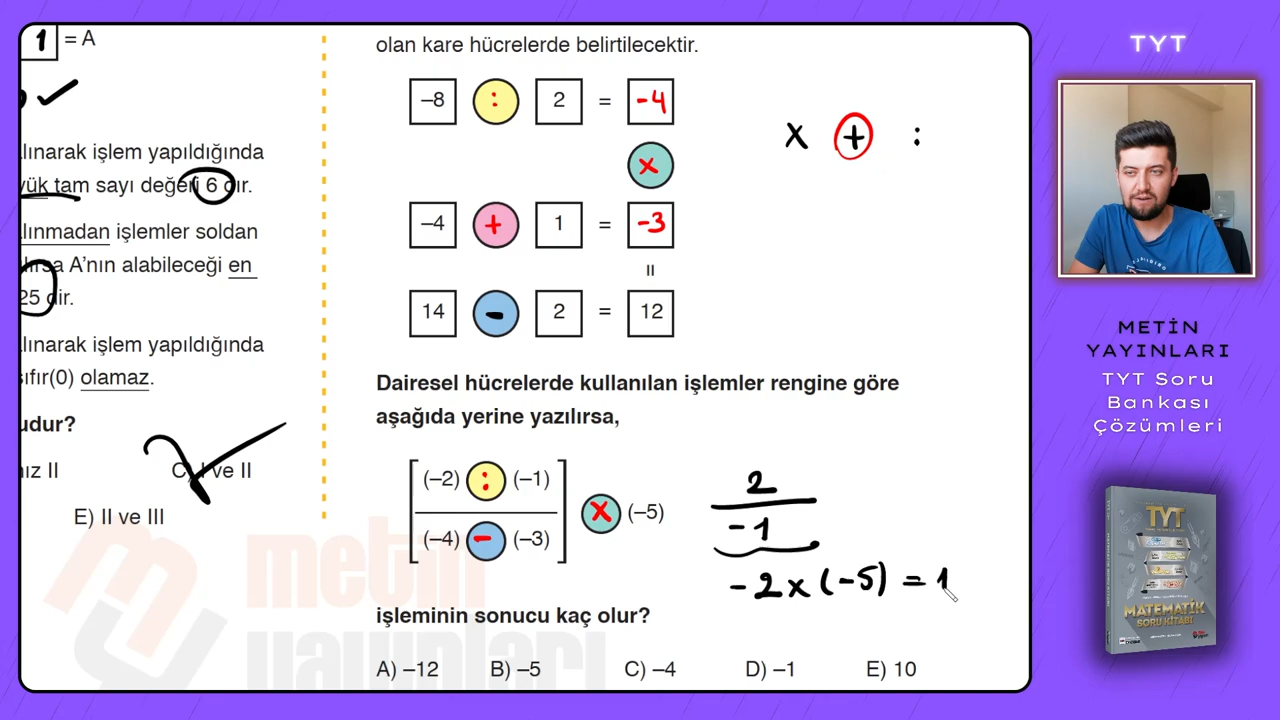 1 = A
lınarak işlem yapıldığında
yük tam sayı değeri 6 dır.
lınmadan işlemler soldan
A'nın alabileceği en
25 dir.
lınarak işlem yapıldığında
sıfır(0) olamaz.
udur?
II
C) I ve II
E) II ve III
olan kare hücrelerde belirtilecektir.
–8 : 2 = -4
x
–4 + 1 = -3
=
14 - 2 = 12
x + :
Dairesel hücrelerde kullanılan işlemler rengine göre
aşağıda yerine yazılırsa,
(–2) : (–1)
(–4) - (–3)
x (–5)
2
-1
-2x(-5) = 1
işleminin sonucu kaç olur?
A) –12 B) –5 C) –4 D) –1 E) 10
metin
yayınları
TYT
METİN
YAYINLARI
TYT Soru
Bankası
Çözümleri
TYT
MATEMATİK
SORU KİTABI